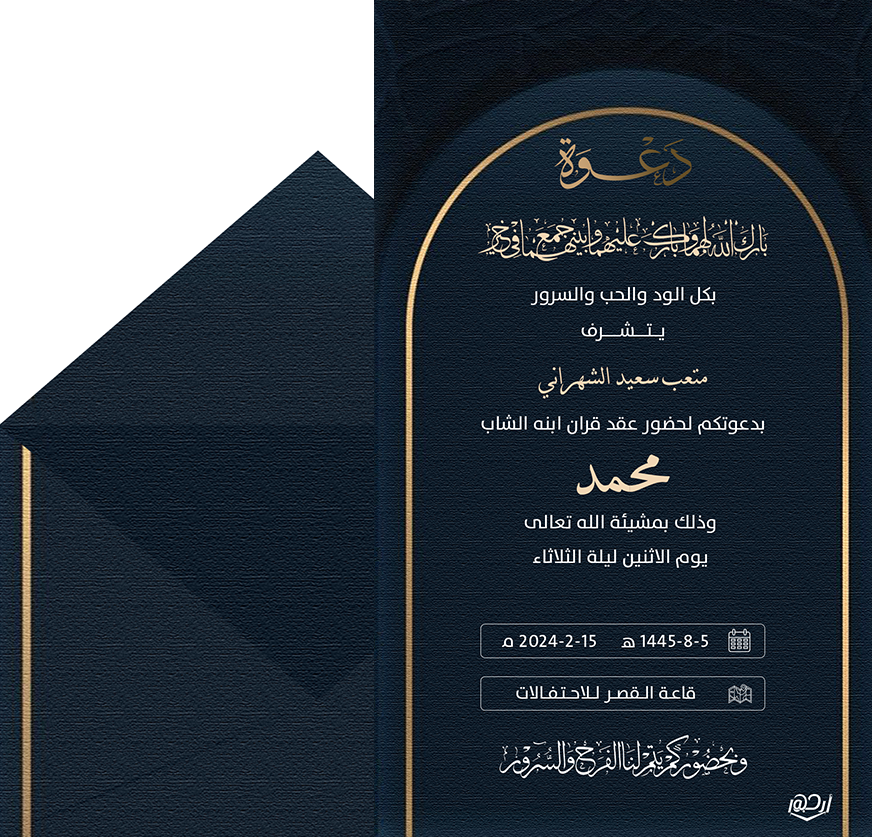 دعوة
بارك الله لهما وبارك عليهما وجمع بينهما في خير
بكل الود والحب والسرور
يـتـــشـــــرف
متعب سعيد الشهراني
بدعوتكم لحضور عقد قران ابنه الشاب
محمد
وذلك بمشيئة الله تعالى
يوم الاثنين ليلة الثلاثاء
1445-8-5 هـ 2024-2-15 م
قاعة القصر للاحتفالات
وبحضوركم يتم لنا الفرح والسرور